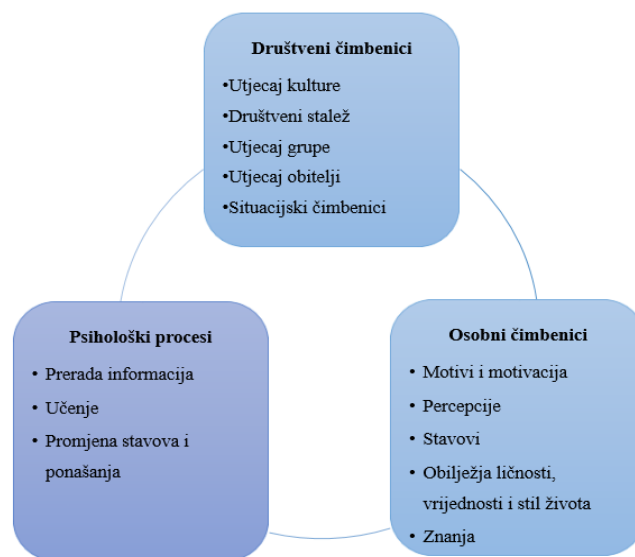 Društveni čimbenici
•Utjecaj kulture
•Društveni stalež
•Utjecaj grupe
•Utjecaj obitelji
•Situacijski čimbenici
Psihološki procesi
• Prerada informacija
• Učenje
• Promjena stavova i
ponašanja
Osobni čimbenici
• Motivi i motivacija
• Percepcije
• Stavovi
• Obilježja ličnosti,
vrijednosti i stil života
• Znanja